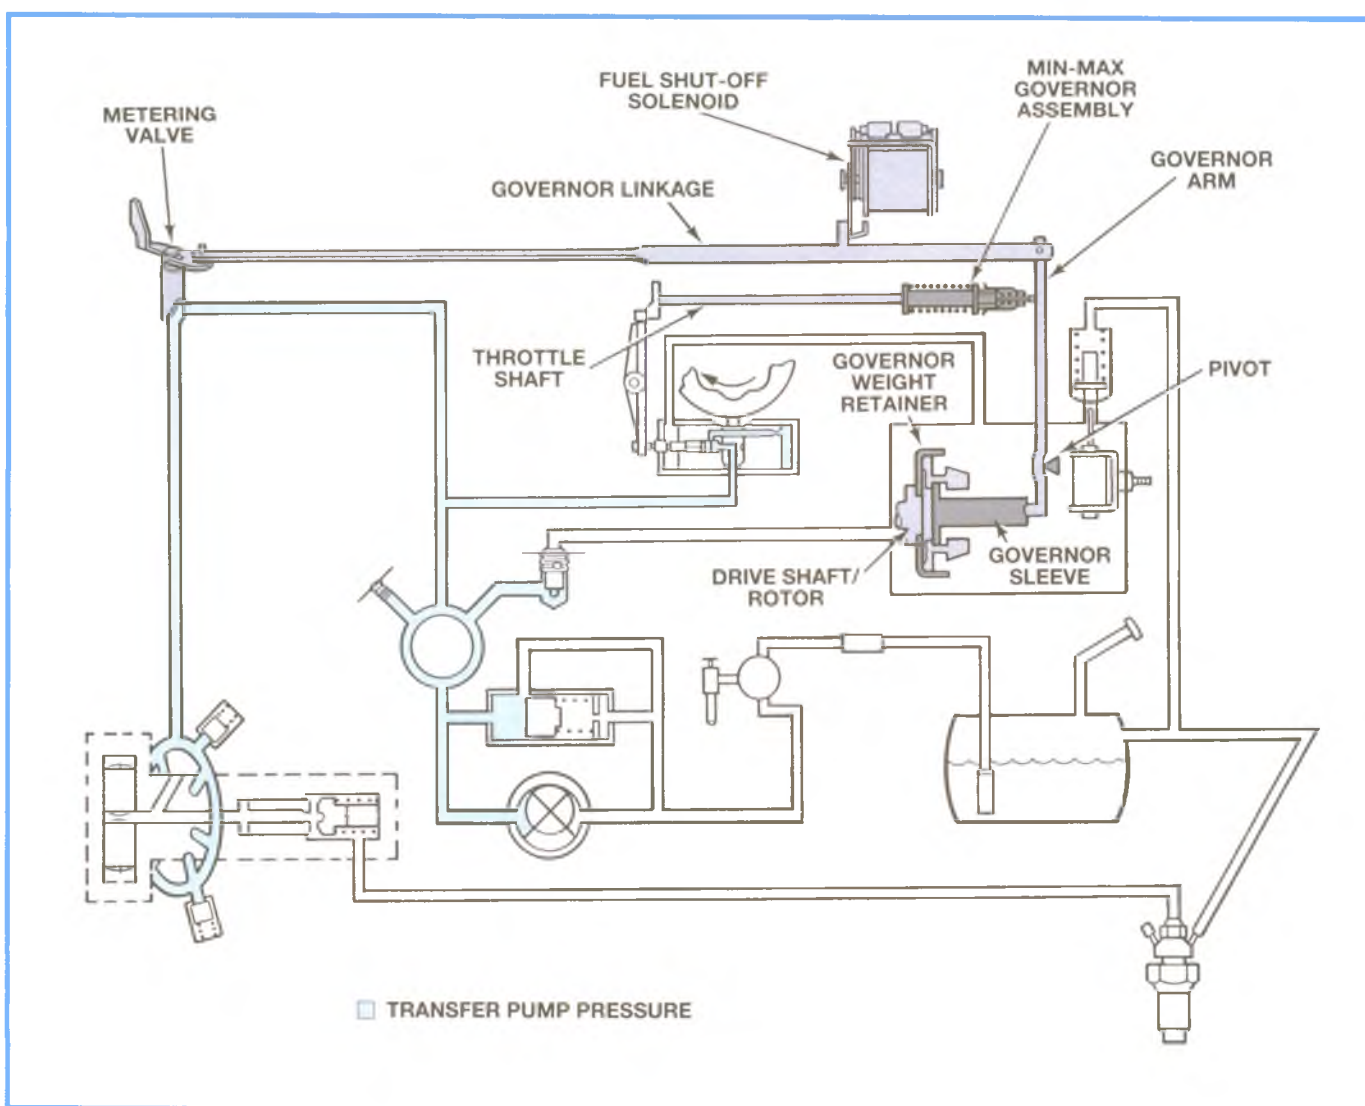 FUEL SHUT-OFF
SOLENOID
MIN-MAX
GOVERNOR
ASSEMBLY
METERING
VALVE
GOVERNOR
ARM
GOVERNOR LINKAGE
THROTTLE
SHAFT
GOVERNOR
WEIGHT
RETAINER
PIVOT
GOVERNOR
SLEEVE
DRIVE SHAFT/
ROTOR
TRANSFER PUMP PRESSURE